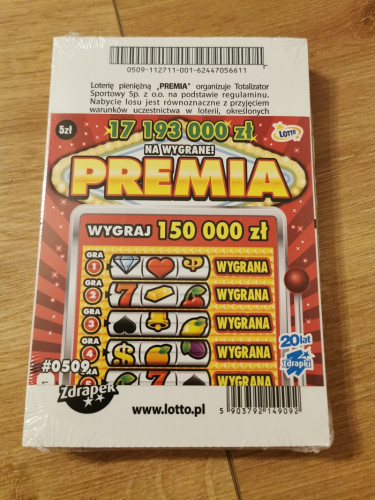 0509-112711-001-62447056611
Loterię pieniężną „PREMIA” organizuje Totalizator
Sportowy Sp. z o.o. na podstawie regulaminu.
Nabycie losu jest równoznaczne z przyjęciem
warunków uczestnictwa w loterii, określonych
5zł
17 193 000 zł
NA WYGRANE!
LOTTO
PREMIA
WYGRAJ 150 000 zł
GRA
1
WYGRANA
GRA
2
7
WYGRANA
GRA
3
WYGRANA
GRA
4
$
WYGRANA
7
WYGRANA
#0509
20 lat
Zdrapki
Zdrapek
www.lotto.pl
5 903792 149092